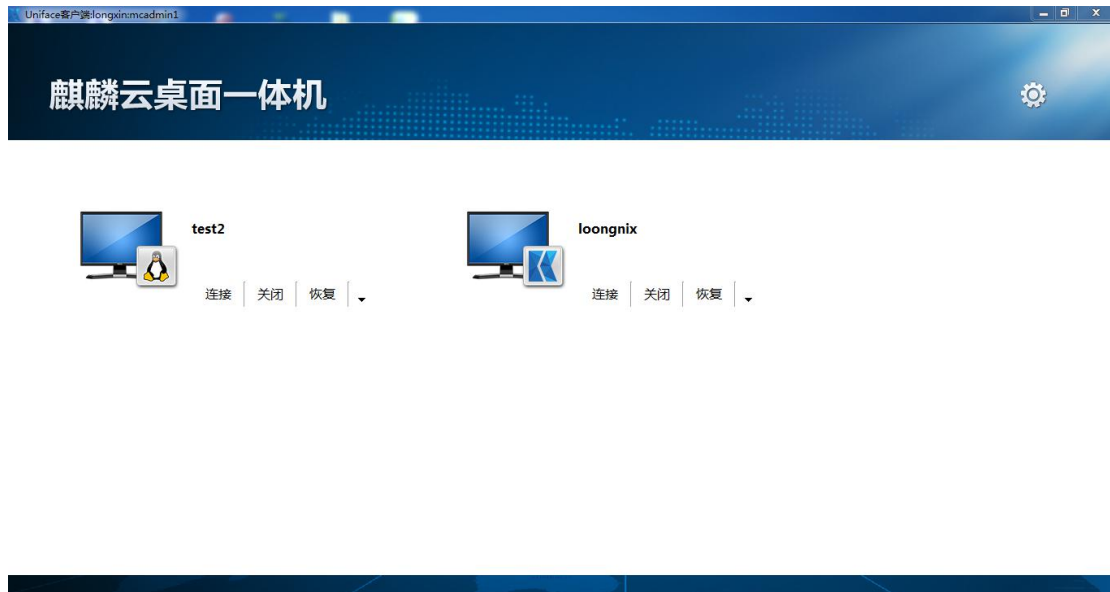 Uniface客户端:longxin:mcadmin1
麒麟云桌面一体机
test2
连接 关闭 恢复
loongnix
连接 关闭 恢复